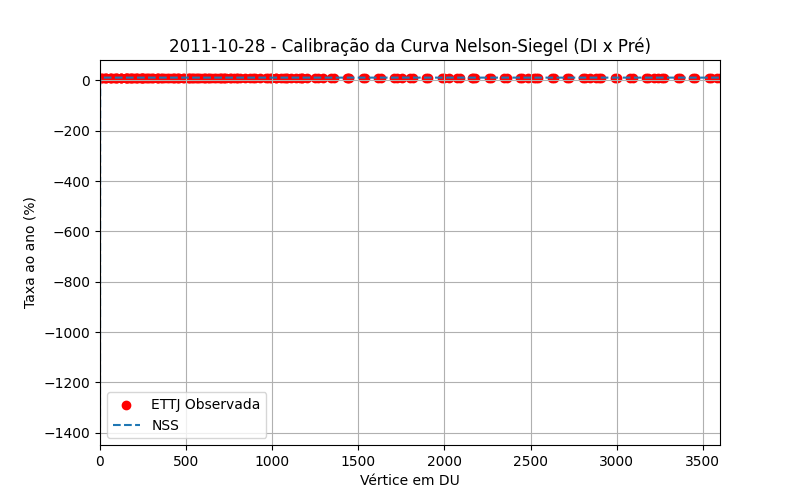 2011-10-28 - Calibração da Curva Nelson-Siegel (DI x Pré)
Taxa ao ano (%)
0
−200
−400
−600
−800
−1000
−1200
−1400
ETTJ Observada
NSS
0 500 1000 1500 2000 2500 3000 3500
Vértice em DU